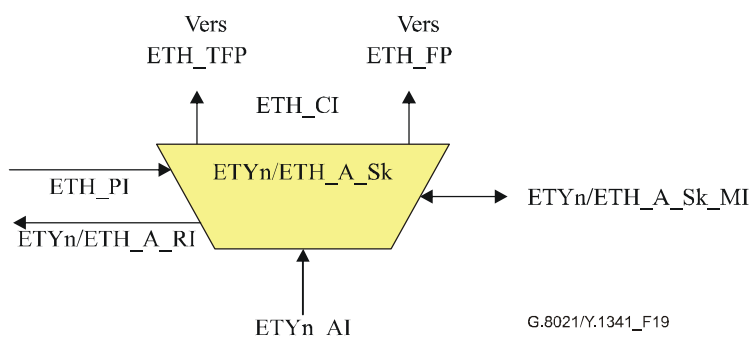 Vers
ETH_TFP
Vers
ETH_FP
ETH_CI
ETYn/ETH_A_Sk
ETH_PI
ETYn/ETH_A_Sk_MI
ETYn/ETH_A_RI
ETYn_AI
G.8021/Y.1341_F19